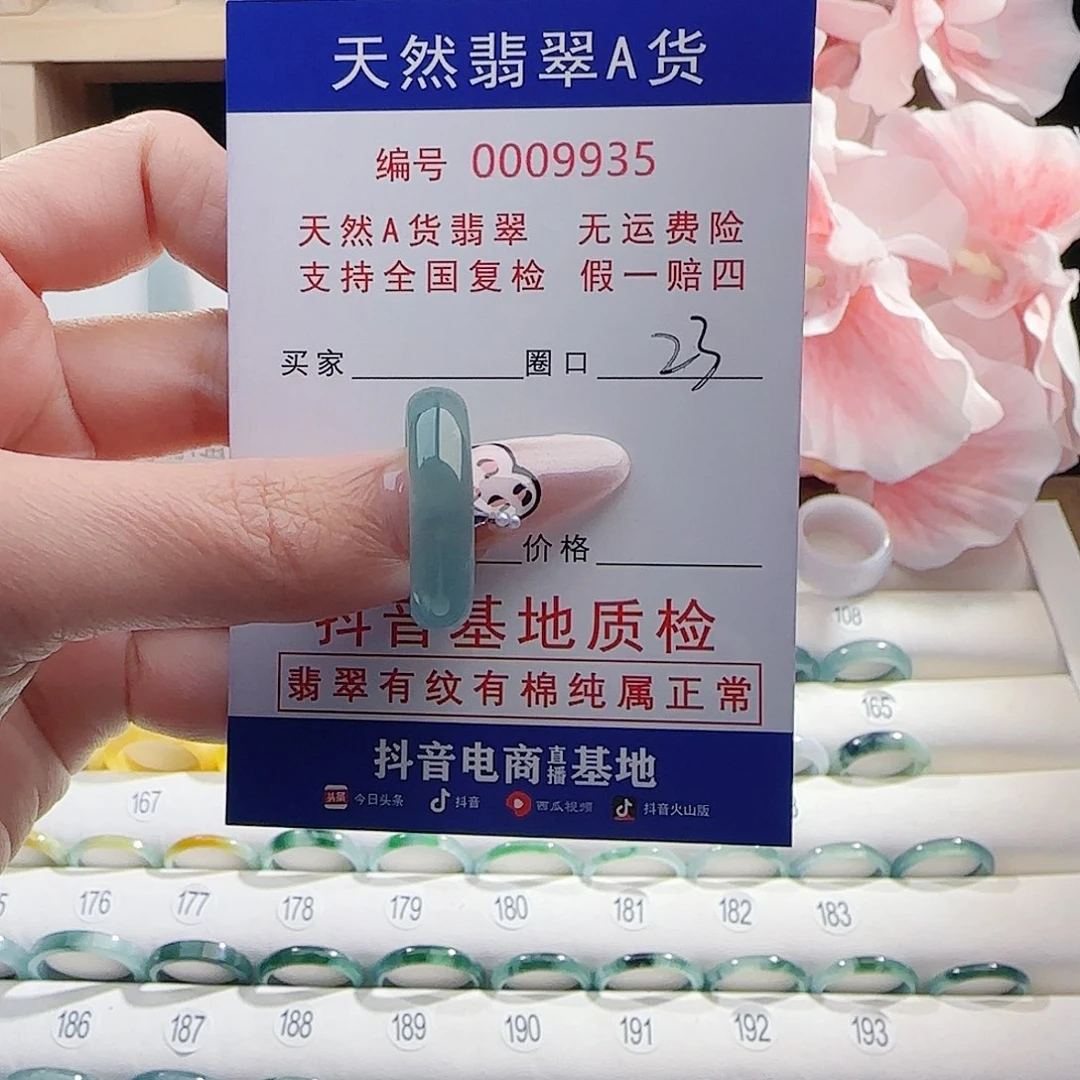 天然翡翠A货
编号 0009935
天然A货翡翠 无运费险
支持全国复检 假一赔四
买家 圈口 23
价格
抖音基地质检
翡翠有纹有棉纯属正常
抖音电商直播基地
头条 今日头条 抖音 西瓜视频 抖音火山版
108
165
167
176 177 178 179 180 181 182 183
186 187 188 189 190 191 192 193